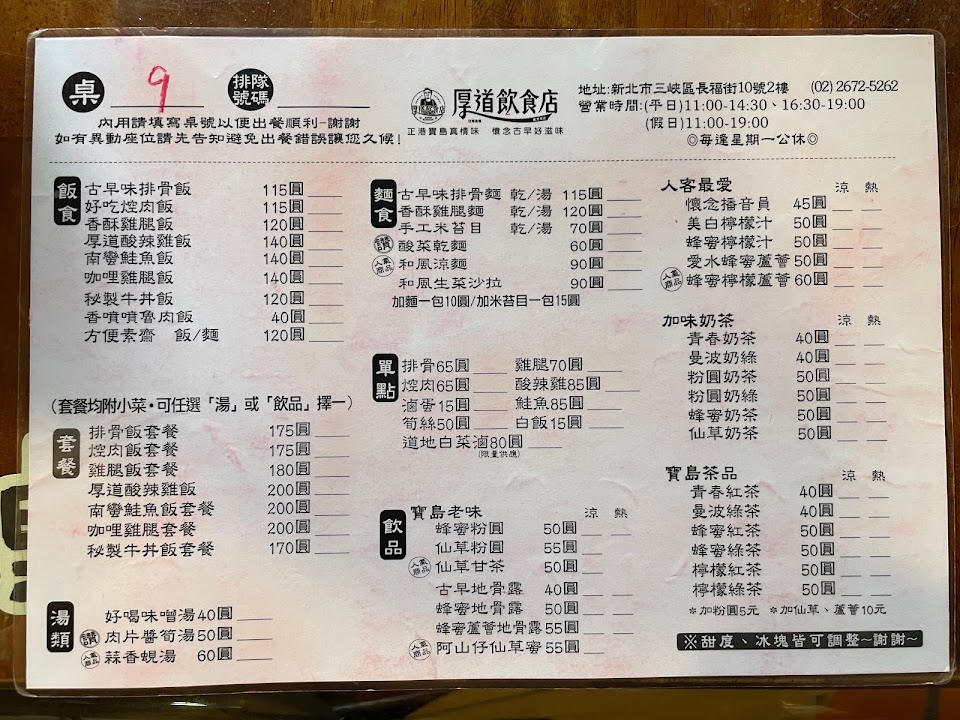 桌 9 排隊號碼
內用請填寫桌號以便出餐順利-謝謝
如有異動座位請先告知避免出餐錯誤讓您久候!
厚道飲食店
正港寶島真情味 懷念古早好滋味
地址:新北市三峽區長福街10號2樓 (02) 2672-5262
營業時間:(平日)11:00-14:30、16:30-19:00
(假日)11:00-19:00
◎每逢星期一公休◎
飯食
古早味排骨飯 115圓
好吃焢肉飯 115圓
香酥雞腿飯 120圓
厚道酸辣雞飯 140圓
南灣鮭魚飯 140圓
咖哩雞腿飯 140圓
秘製牛丼飯 120圓
香噴噴魯肉飯 40圓
方便素齋 飯/麵 120圓
(套餐均附小菜•可任選「湯」或「飲品」擇一)
套餐
排骨飯套餐 175圓
焢肉飯套餐 175圓
雞腿飯套餐 180圓
厚道酸辣雞飯 200圓
南灣鮭魚飯套餐 200圓
咖哩雞腿套餐 200圓
秘製牛丼飯套餐 170圓
湯類
好喝味噌湯40圓
讚 肉片醬筍湯50圓
人氣商品 蒜香蜆湯 60圓
麵食
古早味排骨麵 乾/湯 115圓
香酥雞腿麵 乾/湯 120圓
手工米苔目 乾/湯 70圓
讚 酸菜乾麵 60圓
人氣商品 和風涼麵 90圓
和風生菜沙拉 90圓
加麵一包10圓/加米苔目一包15圓
單點
排骨65圓 雞腿70圓
焢肉65圓 酸辣雞85圓
滷蛋15圓 鮭魚85圓
筍絲50圓 白飯15圓
道地白菜滷80圓
(限量供應)
飲品
寶島老味 涼 熱
蜂蜜粉圓 50圓
仙草粉圓 55圓
人氣商品 仙草甘茶 50圓
古早地骨露 40圓
蜂蜜地骨露 50圓
蜂蜜蘆薈地骨露55圓
人氣商品 阿山仔仙草蜜55圓
人客最愛 涼 熱
懷念播音員 45圓
美白檸檬汁 50圓
蜂蜜檸檬汁 50圓
愛水蜂蜜蘆薈50圓
人氣商品 蜂蜜檸檬蘆薈60圓
加味奶茶 涼 熱
青春奶茶 40圓
曼波奶綠 40圓
粉圓奶茶 50圓
粉圓奶綠 50圓
蜂蜜奶茶 50圓
仙草奶茶 50圓
寶島茶品 涼 熱
青春紅茶 40圓
曼波綠茶 40圓
蜂蜜紅茶 50圓
蜂蜜綠茶 50圓
檸檬紅茶 50圓
檸檬綠茶 50圓
*加粉圓5元 *加仙草、蘆薈10元
※甜度、冰塊皆可調整~謝謝~